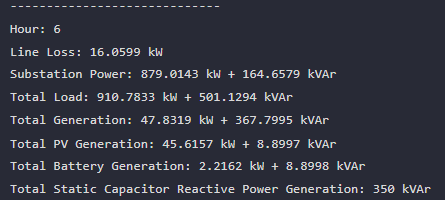 -----------------------------
Hour: 6
Line Loss: 16.0599 kW
Substation Power: 879.0143 kW + 164.6579 kVAr
Total Load: 910.7833 kW + 501.1294 kVAr
Total Generation: 47.8319 kW + 367.7995 kVAr
Total PV Generation: 45.6157 kW + 8.8997 kVAr
Total Battery Generation: 2.2162 kW + 8.8998 kVAr
Total Static Capacitor Reactive Power Generation: 350 kVAr